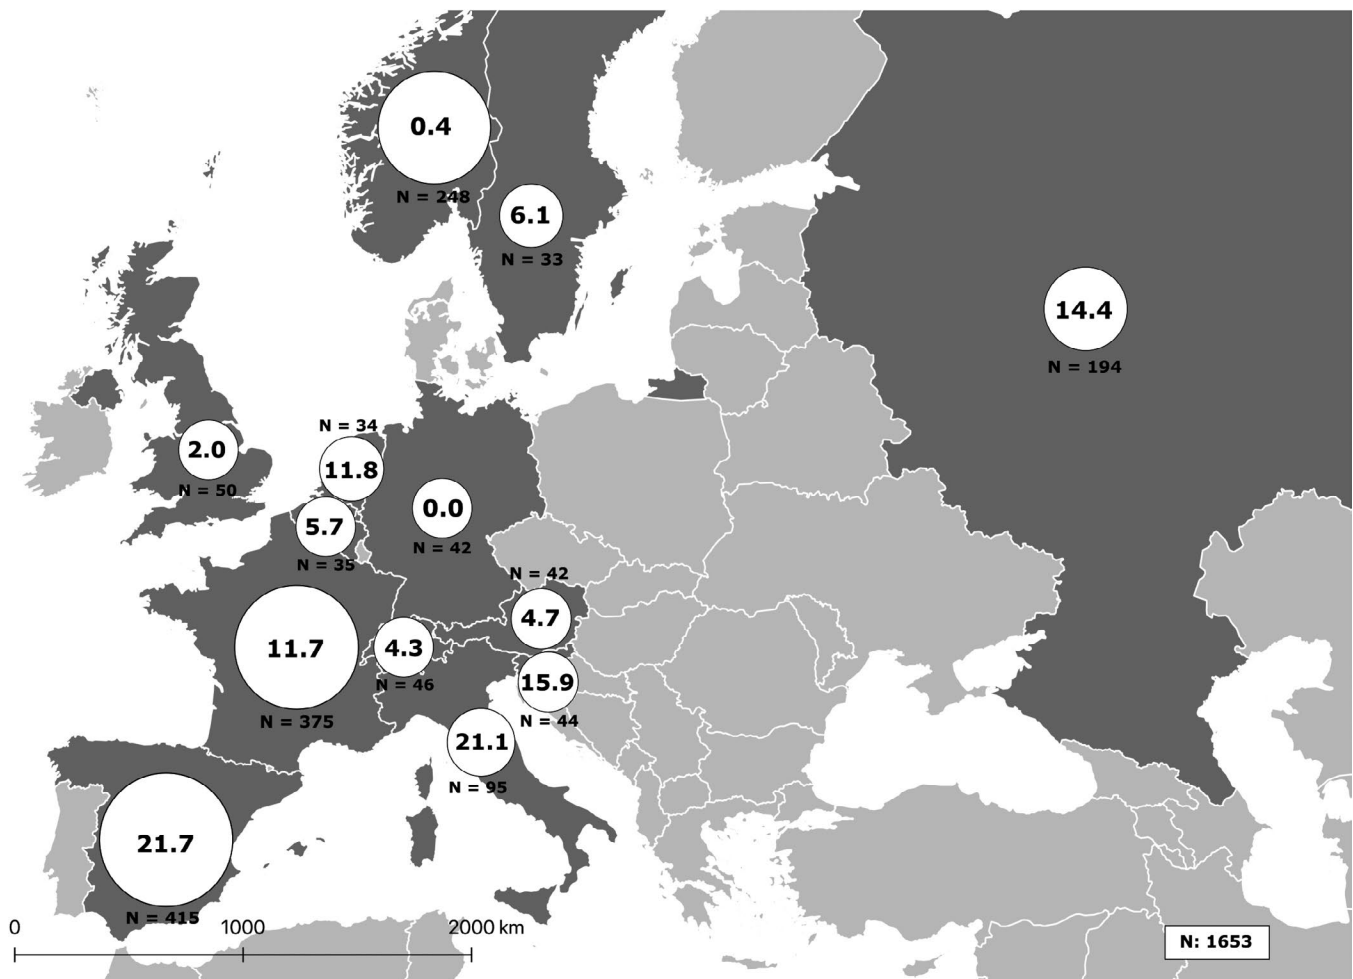 0.4
N = 248
6.1
N = 33
14.4
N = 194
N = 34
2.0
11.8
N = 50
0.0
5.7
N = 42
N = 35
N = 42
4.7
11.7
4.3
N = 46
15.9
N = 375
N = 44
21.1
N = 95
21.7
N = 415
0 1000 2000 km
N: 1653